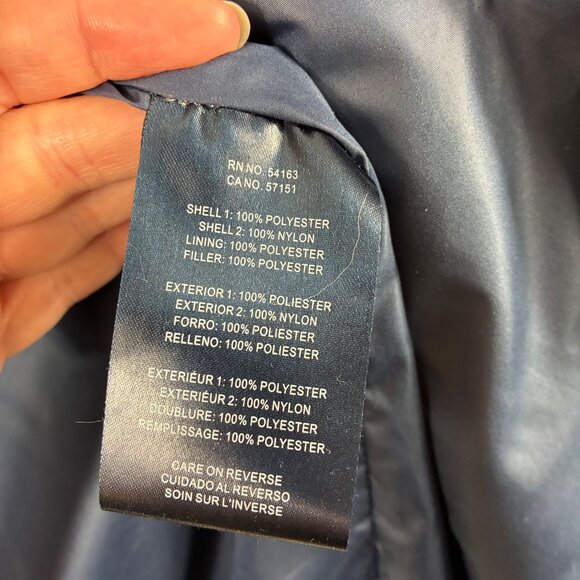 RN NO. 54163
CA NO. 57151
SHELL 1: 100% POLYESTER
SHELL 2: 100% NYLON
LINING: 100% POLYESTER
FILLER: 100% POLYESTER
EXTERIOR 1: 100% POLIESTER
EXTERIOR 2: 100% NYLON
FORRO: 100% POLIESTER
RELLENO: 100% POLIESTER
EXTERIÉUR 1: 100% POLYESTER
EXTERIÉUR 2: 100% NYLON
DOUBLURE: 100% POLYESTER
REMPLISSAGE: 100% POLYESTER
CARE ON REVERSE
CUIDADO AL REVERSO
SOIN SUR L'INVERSE